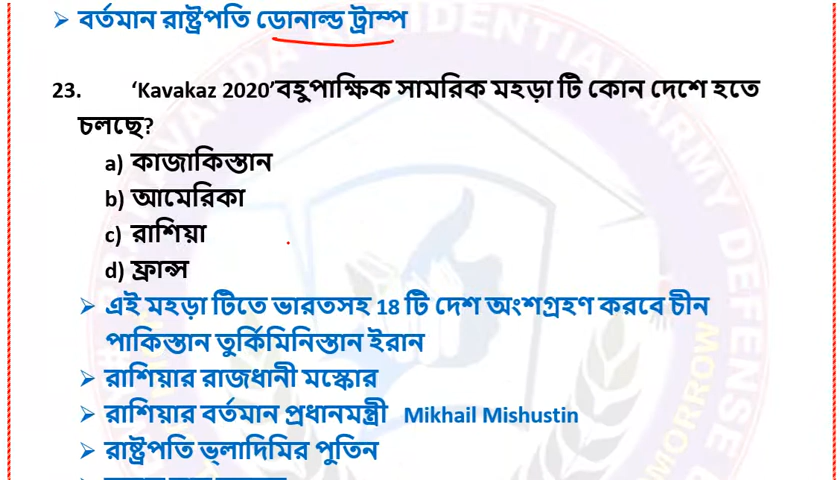 ➢ বর্তমান রাষ্ট্রপতি ডোনাল্ড ট্রাম্প
23. ‘Kavakaz 2020’বহুপাক্ষিক সামরিক মহড়া টি কোন দেশে হতে
চলছে?
a) কাজাকিস্তান
b) আমেরিকা
c) রাশিয়া
d) ফ্রান্স
➢ এই মহড়া টিতে ভারতসহ 18 টি দেশ অংশগ্রহণ করবে চীন
পাকিস্তান তুর্কিমিনিস্তান ইরান
➢ রাশিয়ার রাজধানী মস্কোর
➢ রাশিয়ার বর্তমান প্রধানমন্ত্রী Mikhail Mishustin
➢ রাষ্ট্রপতি ভ্লাদিমির পুতিন